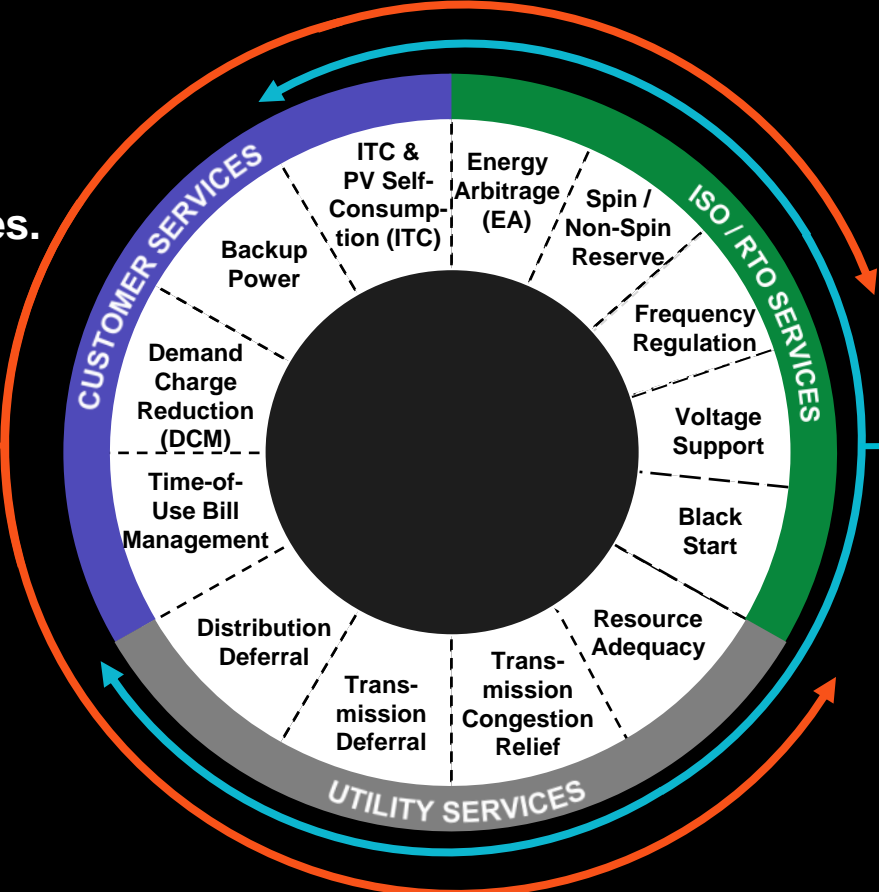 es.
CUSTOMER SERVICES
ISO / RTO SERVICES
UTILITY SERVICES
ITC &
PV Self-
Consump-
tion (ITC)
Energy
Arbitrage
(EA)
Spin /
Non-Spin
Reserve
Frequency
Regulation
Voltage
Support
Black
Start
Resource
Adequacy
Trans-
mission
Congestion
Relief
Trans-
mission
Deferral
Distribution
Deferral
Time-of-
Use Bill
Management
Demand
Charge
Reduction
(DCM)
Backup
Power